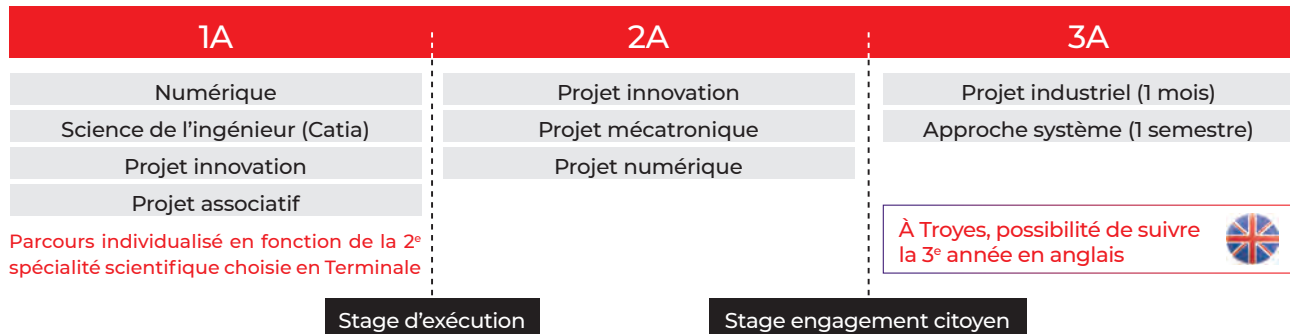 1A
2A
3A
Numérique
Science de l'ingénieur (Catia)
Projet innovation
Projet associatif
Parcours individualisé en fonction de la 2e
spécialité scientifique choisie en Terminale
Projet innovation
Projet mécatronique
Projet numérique
Projet industriel (1 mois)
Approche système (1 semestre)
À Troyes, possibilité de suivre
la 3e année en anglais
Stage d'exécution
Stage engagement citoyen